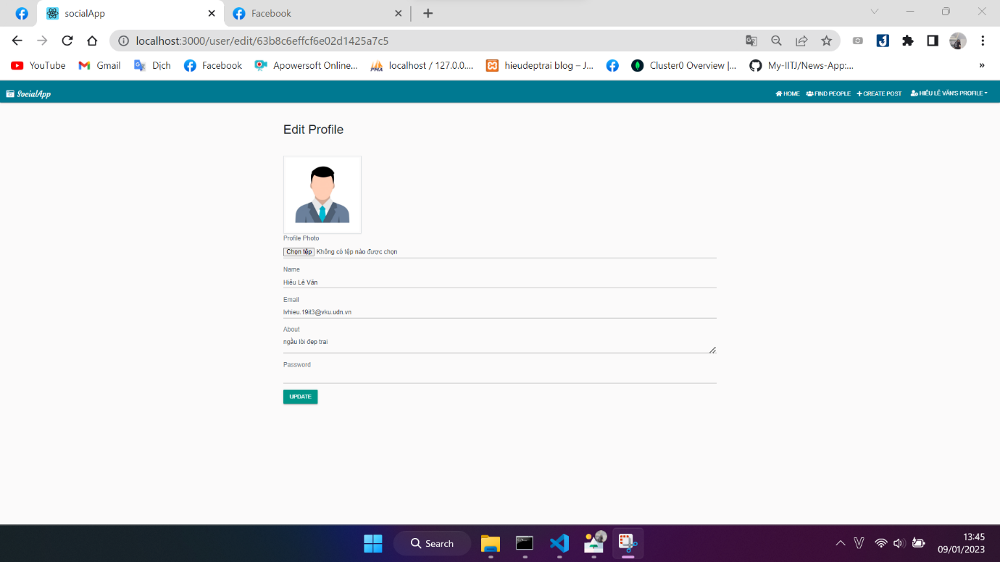 socialApp
Facebook
localhost:3000/user/edit/63b8c6effcf6e02d1425a7c5
YouTube Gmail Dịch Facebook Apowersoft Online... localhost / 127.0.0.... hieudeptrai blog – J... Cluster0 Overview |... My-IITJ/News-App:... »
SocialApp HOME FIND PEOPLE CREATE POST HIẾU LÊ VĂN'S PROFILE
Edit Profile
Profile Photo
Chọn tệp Không có tệp nào được chọn
Name
Hiếu Lê Văn
Email
lvhieu.19it3@vku.udn.vn
About
ngầu lòi đep trai
Password
UPDATE
Search
V
13:45
09/01/2023